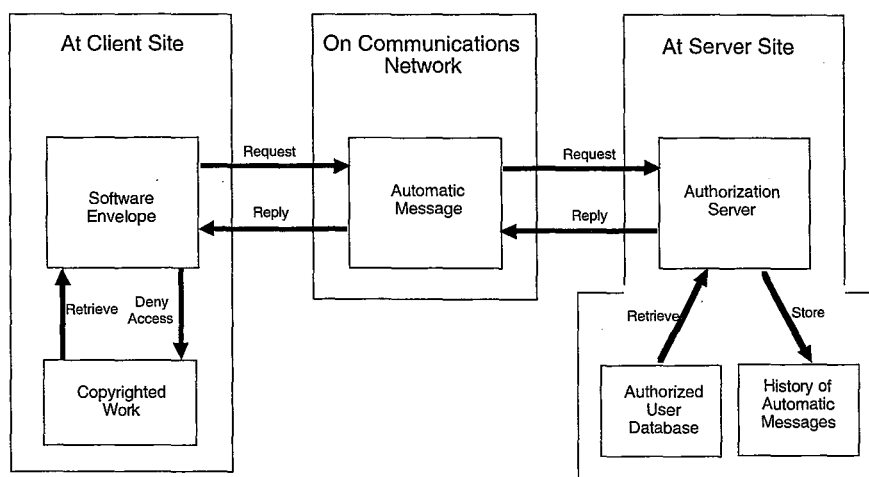 At Client Site
On Communications
Network
At Server Site
Request
Request
Software
Envelope
Automatic
Message
Authorization
Server
Reply
Reply
Retrieve
Deny
Access
Retrieve
Store
Copyrighted
Work
Authorized
User
Database
History of
Automatic
Messages